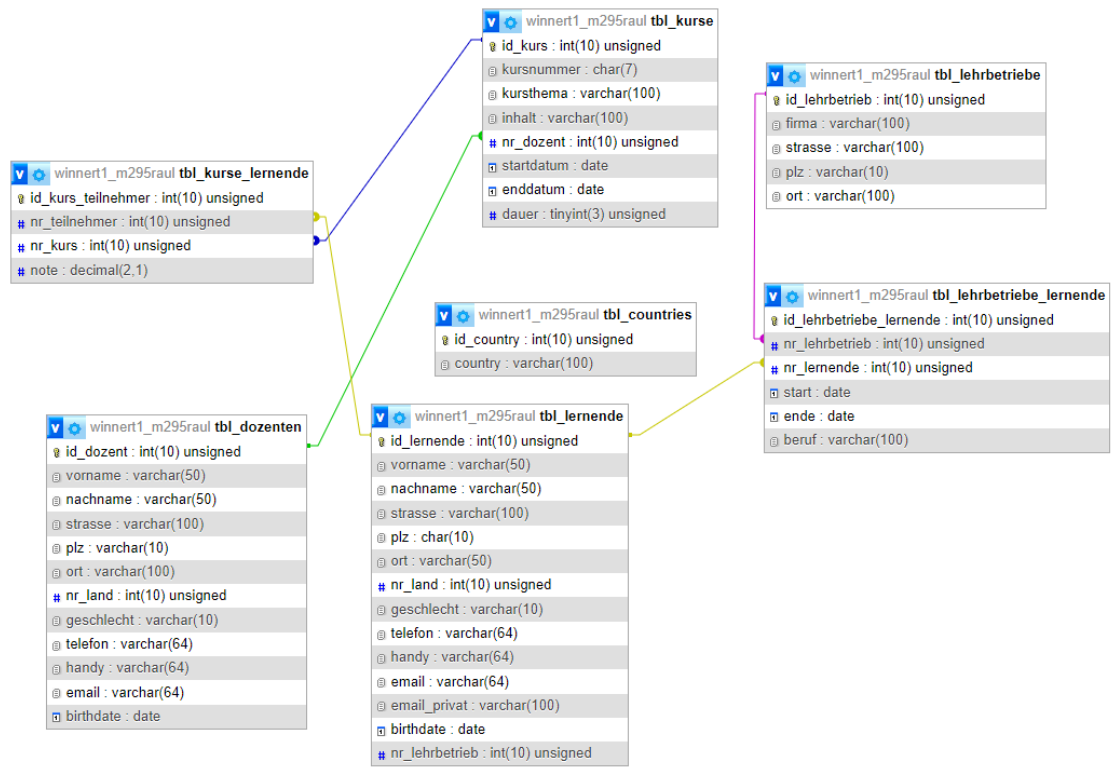 winnert1_m295raul tbl_kurse
id_kurs : int(10) unsigned
kursnummer : char(7)
kursthema : varchar(100)
inhalt : varchar(100)
nr_dozent : int(10) unsigned
startdatum : date
enddatum : date
dauer : tinyint(3) unsigned
winnert1_m295raul tbl_lehrbetriebe
id_lehrbetrieb : int(10) unsigned
firma : varchar(100)
strasse : varchar(100)
plz : varchar(10)
ort : varchar(100)
winnert1_m295raul tbl_kurse_lernende
id_kurs_teilnehmer : int(10) unsigned
nr_teilnehmer : int(10) unsigned
nr_kurs : int(10) unsigned
note : decimal(2,1)
winnert1_m295raul tbl_countries
id_country : int(10) unsigned
country : varchar(100)
winnert1_m295raul tbl_lehrbetriebe_lernende
id_lehrbetriebe_lernende : int(10) unsigned
nr_lehrbetrieb : int(10) unsigned
nr_lernende : int(10) unsigned
start : date
ende : date
beruf : varchar(100)
winnert1_m295raul tbl_dozenten
id_dozent : int(10) unsigned
vorname : varchar(50)
nachname : varchar(50)
strasse : varchar(100)
plz : varchar(10)
ort : varchar(100)
nr_land : int(10) unsigned
geschlecht : varchar(10)
telefon : varchar(64)
handy : varchar(64)
email : varchar(64)
birthdate : date
winnert1_m295raul tbl_lernende
id_lernende : int(10) unsigned
vorname : varchar(50)
nachname : varchar(50)
strasse : varchar(100)
plz : char(10)
ort : varchar(50)
nr_land : int(10) unsigned
geschlecht : varchar(10)
telefon : varchar(64)
handy : varchar(64)
email : varchar(64)
email_privat : varchar(100)
birthdate : date
nr_lehrbetrieb : int(10) unsigned